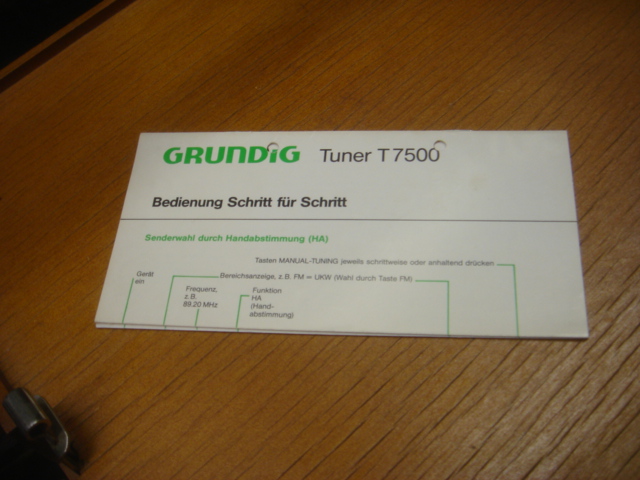 GRUNDIG Tuner T7500
Bedienung Schritt für Schritt
Senderwahl durch Handabstimmung (HA)
Tasten MANUAL-TUNING jeweils schrittweise oder anhaltend drücken
Gerät
ein
Bereichsanzeige, z.B. FM = UKW (Wahl durch Taste FM)
Frequenz,
z.B.
89.20 MHz
Funktion
HA
(Hand-
abstimmung)